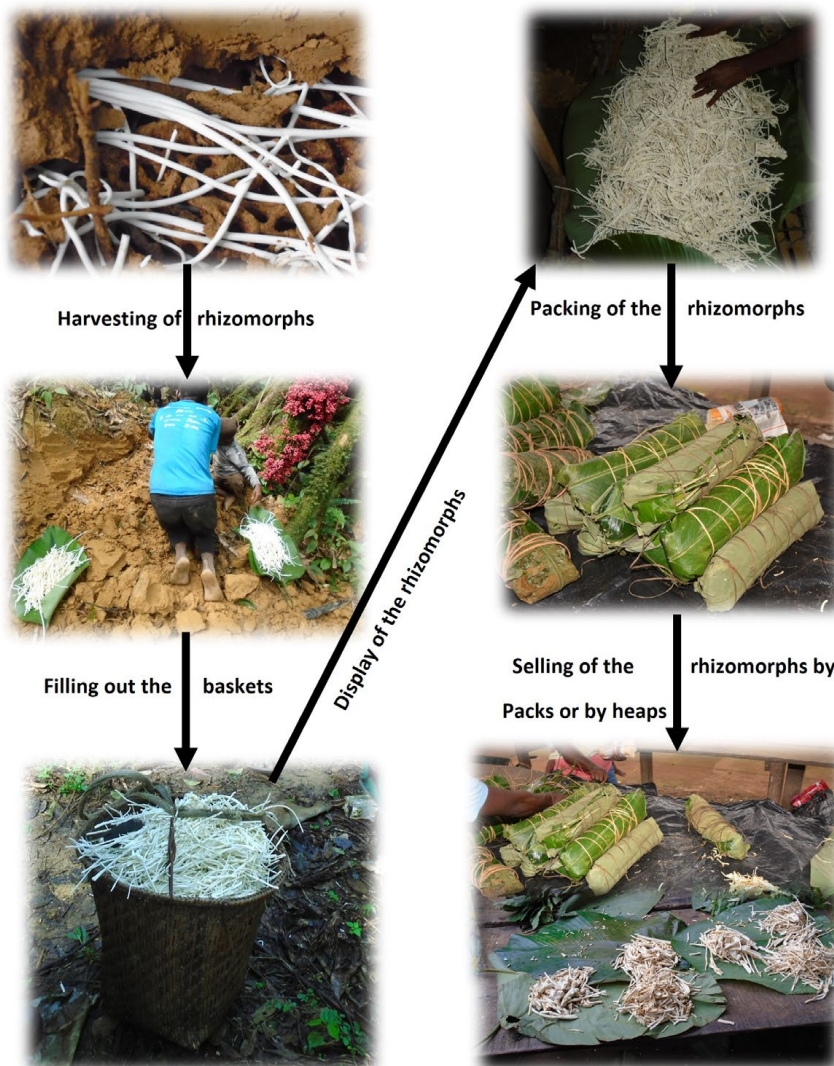 Harvesting of rhizomorphs
Filling out the baskets
Display of the rhizomorphs
Packing of the rhizomorphs
Selling of the rhizomorphs by
Packs or by heaps